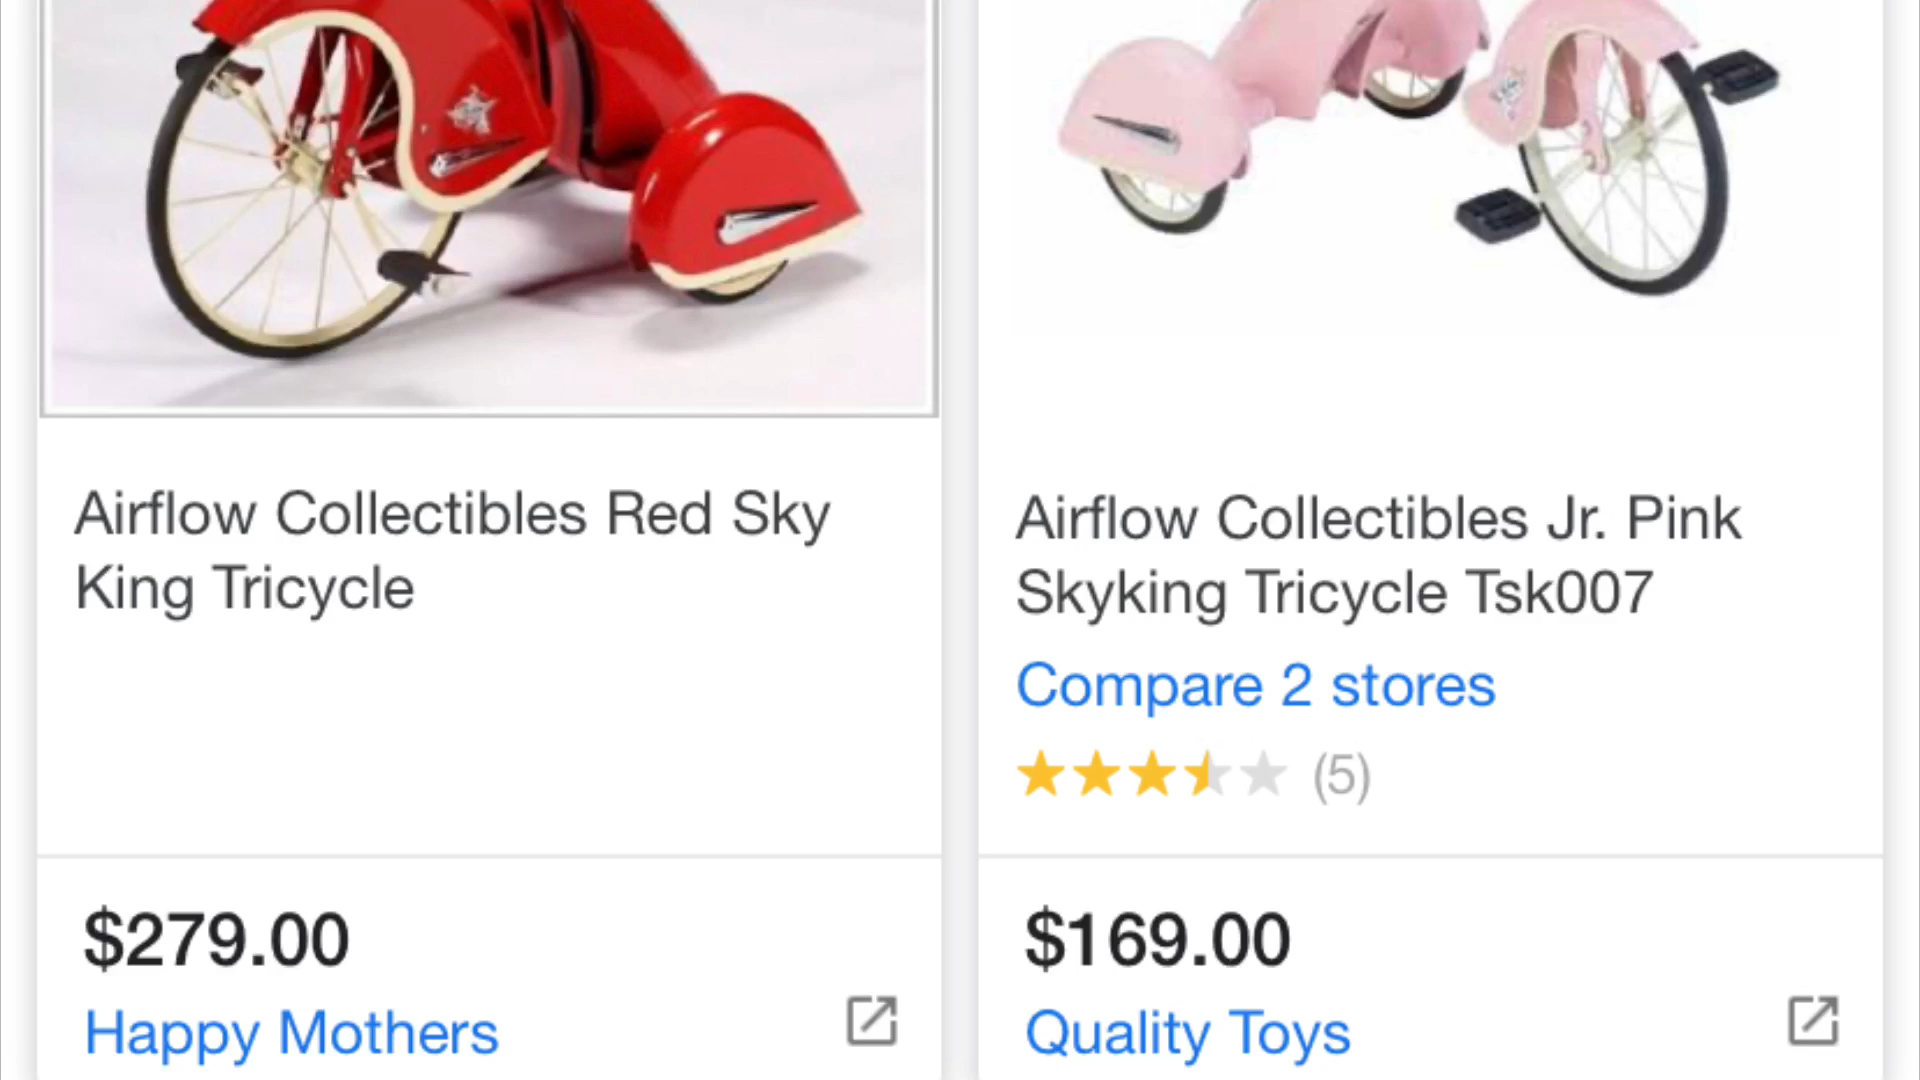 Airflow Collectibles Red Sky
King Tricycle
$279.00
Happy Mothers
Airflow Collectibles Jr. Pink
Skyking Tricycle Tsk007
Compare 2 stores
(5)
$169.00
Quality Toys